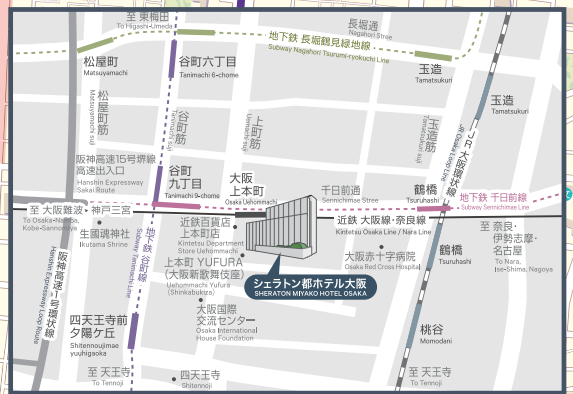 至 東梅田
To Higashi-Umeda
長堀通
Nagahori Street
地下鉄 長堀鶴見緑地線
Subway Nagahori Tsurumi-ryokuchi Line
松屋町
Matsuyamachi
谷町六丁目
Tanimachi 6-chome
玉造
Tamatsukuri
玉造
Tamatsukuri
松屋町筋
Matsuyamachi suji
谷町筋
Tanimachi suji
上町筋
Uemachi suji
玉造筋
Tamatsukuri suji
JR大阪環状線
JR Osaka Loop Line
阪神高速15号堺線
高速出入口
Hanshin Expressway
Sakai Route
谷町
九丁目
Tanimachi 9-chome
大阪
上本町
Osaka Uehommachi
千日前通
Sennichimae Street
鶴橋
Tsuruhashi
地下鉄 千日前線
Subway Sennichimae Line
至 大阪難波・神戸三宮
To Osaka-Namba,
Kobe-Sannomiya
生國魂神社
Ikutama Shrine
近鉄百貨店
上本町店
Kintetsu Department
Store Uehommachi
近鉄 大阪線・奈良線
Kintetsu Osaka Line / Nara Line
至 奈良・
伊勢志摩・
名古屋
To Nara,
Ise-Shima, Nagoya
鶴橋
Tsuruhashi
大阪赤十字病院
Osaka Red Cross Hospital
上本町 YUFURA
(大阪新歌舞伎座)
Uehommachi Yufura
(Shinkabukiza)
シェラトン都ホテル大阪
SHERATON MIYAKO HOTEL OSAKA
阪神高速1号環状線
Hanshin Expressway Loop Route
地下鉄 谷町線
Subway Tanimachi Line
大阪国際
交流センター
Osaka International
House Foundation
四天王寺前
夕陽ケ丘
Shitennoujimae
yuuhigaoka
桃谷
Momodani
至 天王寺
To Tennoji
四天王寺
Shitennoji
至 天王寺
To Tennoji